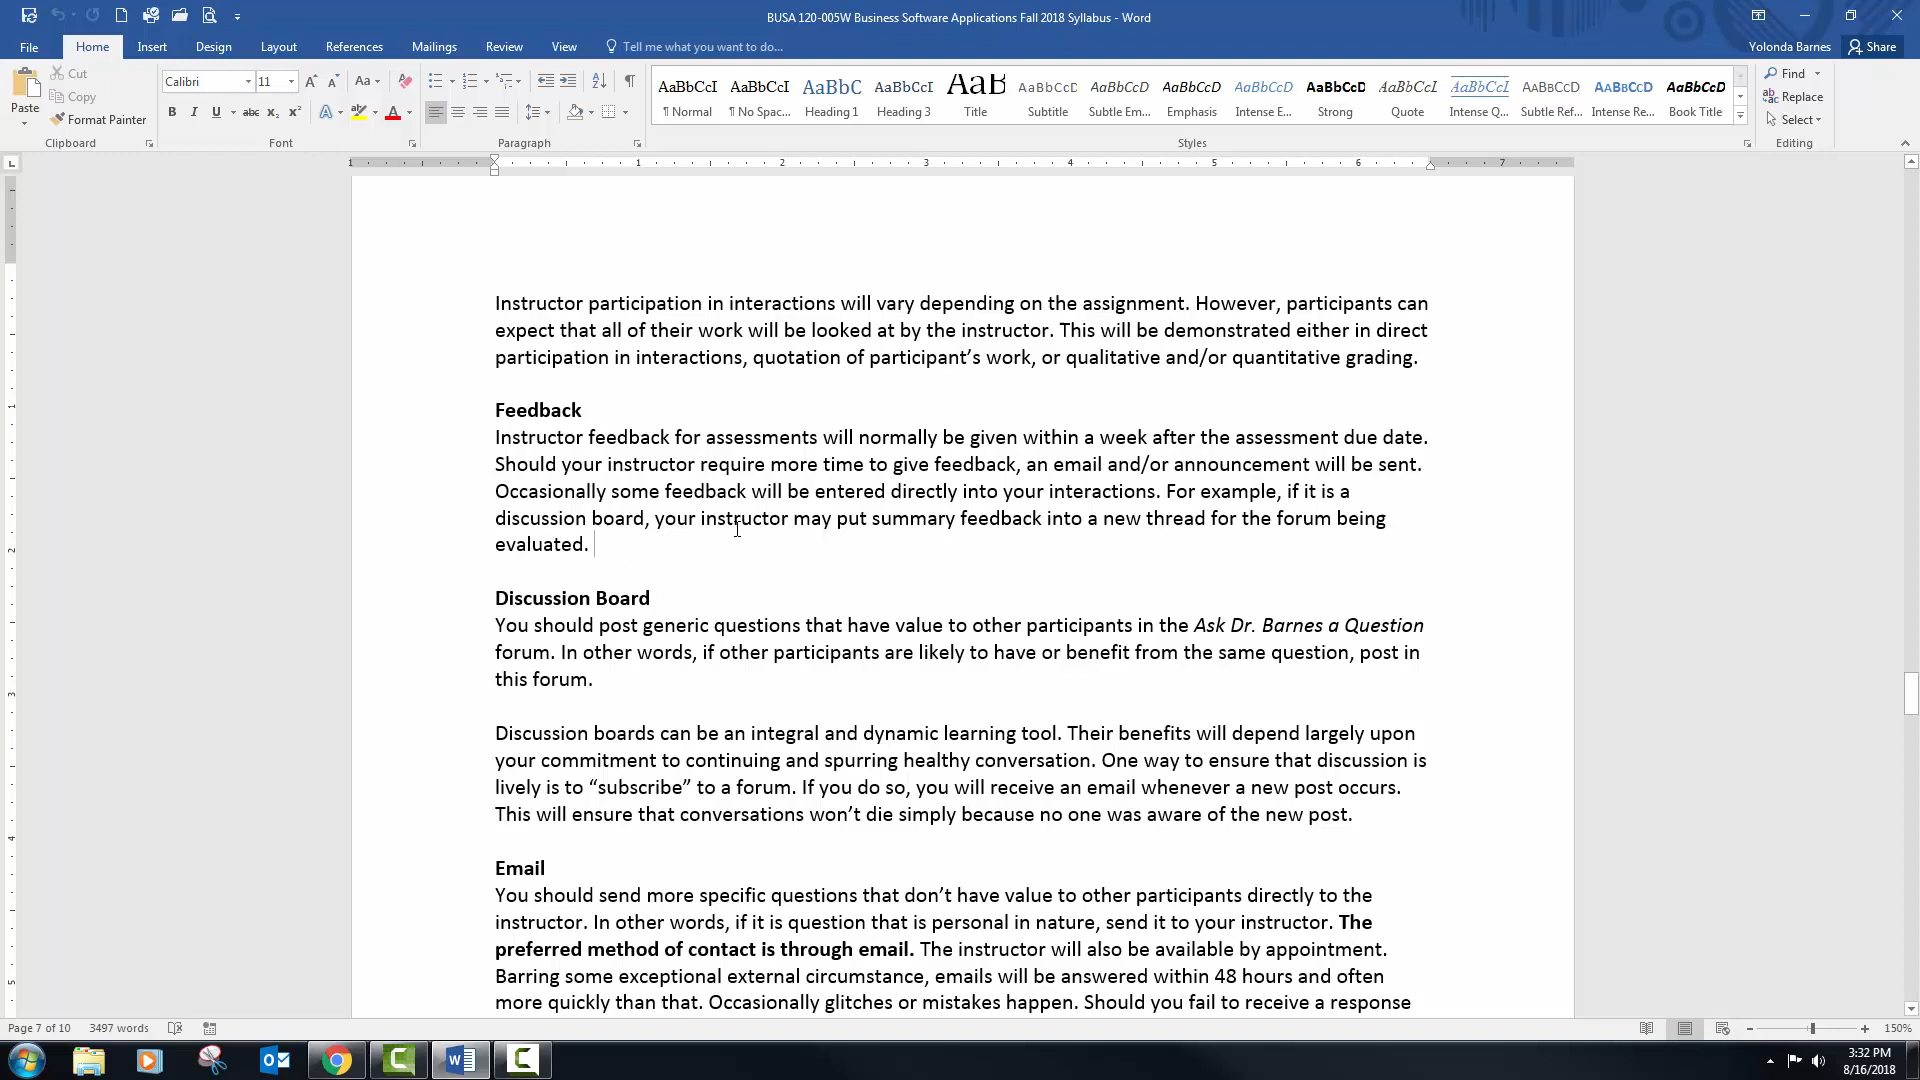 BUSA 120-005W Business Software Applications Fall 2018 Syllabus - Word
File Home Insert Design Layout References Mailings Review View Tell me what you want to do... Yolonda Barnes Share
Paste
Cut
Copy
Format Painter
Clipboard
Calibri 11
Font
Paragraph
AaBbCcI AaBbCcI AaBbC AaBbCcI AaB AaBbCcC AaBbCcD AaBbCcD AaBbCcD AaBbCcD AaBbCcI AaBbCcI AaBbCcD AaBbCcD AaBbCcD
¶ Normal ¶ No Spac... Heading 1 Heading 3 Title Subtitle Subtle Em... Emphasis Intense E... Strong Quote Intense Q... Subtle Ref... Intense Re... Book Title
Styles
Find
Replace
Select
Editing
1 1 2 3 4 5 6 7
Instructor participation in interactions will vary depending on the assignment. However, participants can
expect that all of their work will be looked at by the instructor. This will be demonstrated either in direct
participation in interactions, quotation of participant’s work, or qualitative and/or quantitative grading.
Feedback
Instructor feedback for assessments will normally be given within a week after the assessment due date.
Should your instructor require more time to give feedback, an email and/or announcement will be sent.
Occasionally some feedback will be entered directly into your interactions. For example, if it is a
discussion board, your instructor may put summary feedback into a new thread for the forum being
evaluated.
Discussion Board
You should post generic questions that have value to other participants in the Ask Dr. Barnes a Question
forum. In other words, if other participants are likely to have or benefit from the same question, post in
this forum.
Discussion boards can be an integral and dynamic learning tool. Their benefits will depend largely upon
your commitment to continuing and spurring healthy conversation. One way to ensure that discussion is
lively is to “subscribe” to a forum. If you do so, you will receive an email whenever a new post occurs.
This will ensure that conversations won’t die simply because no one was aware of the new post.
Email
You should send more specific questions that don’t have value to other participants directly to the
instructor. In other words, if it is question that is personal in nature, send it to your instructor. The
preferred method of contact is through email. The instructor will also be available by appointment.
Barring some exceptional external circumstance, emails will be answered within 48 hours and often
more quickly than that. Occasionally glitches or mistakes happen. Should you fail to receive a response
Page 7 of 10 3497 words 150%
3:32 PM
8/16/2018